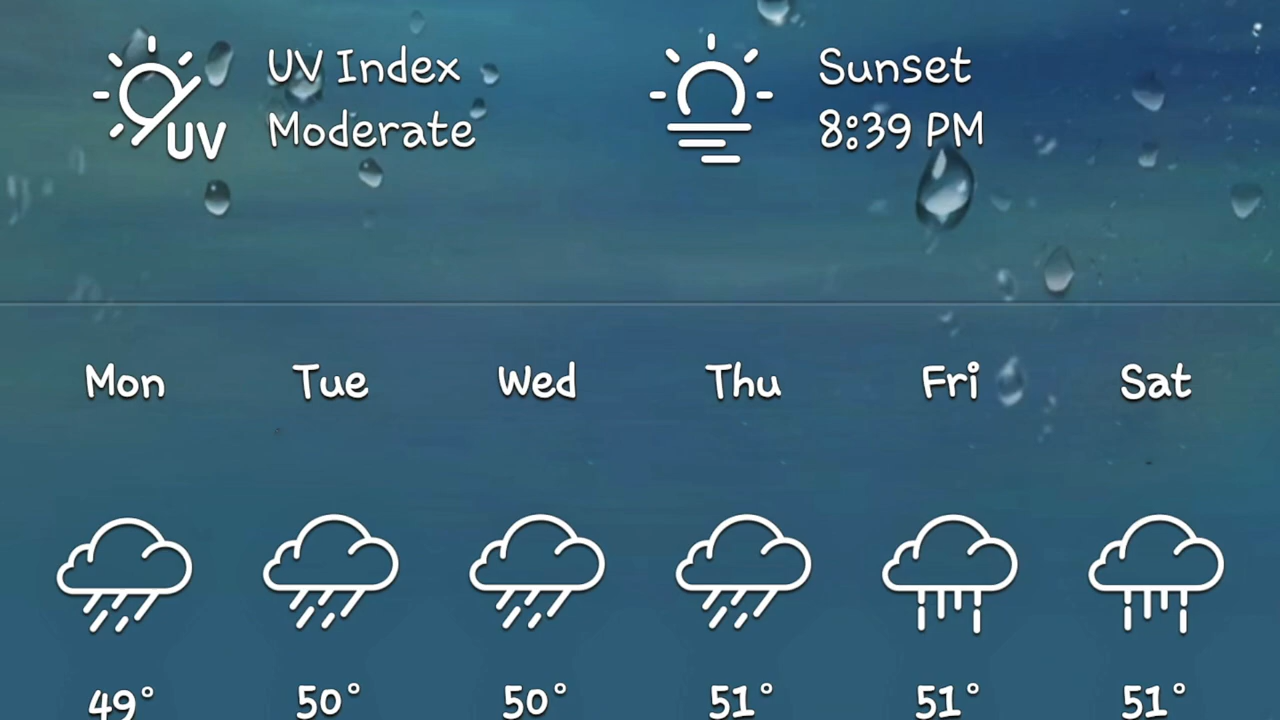 UV Index
Moderate
UV
Sunset
8:39 PM
Mon Tue Wed Thu Fri Sat
49° 50° 50° 51° 51° 51°